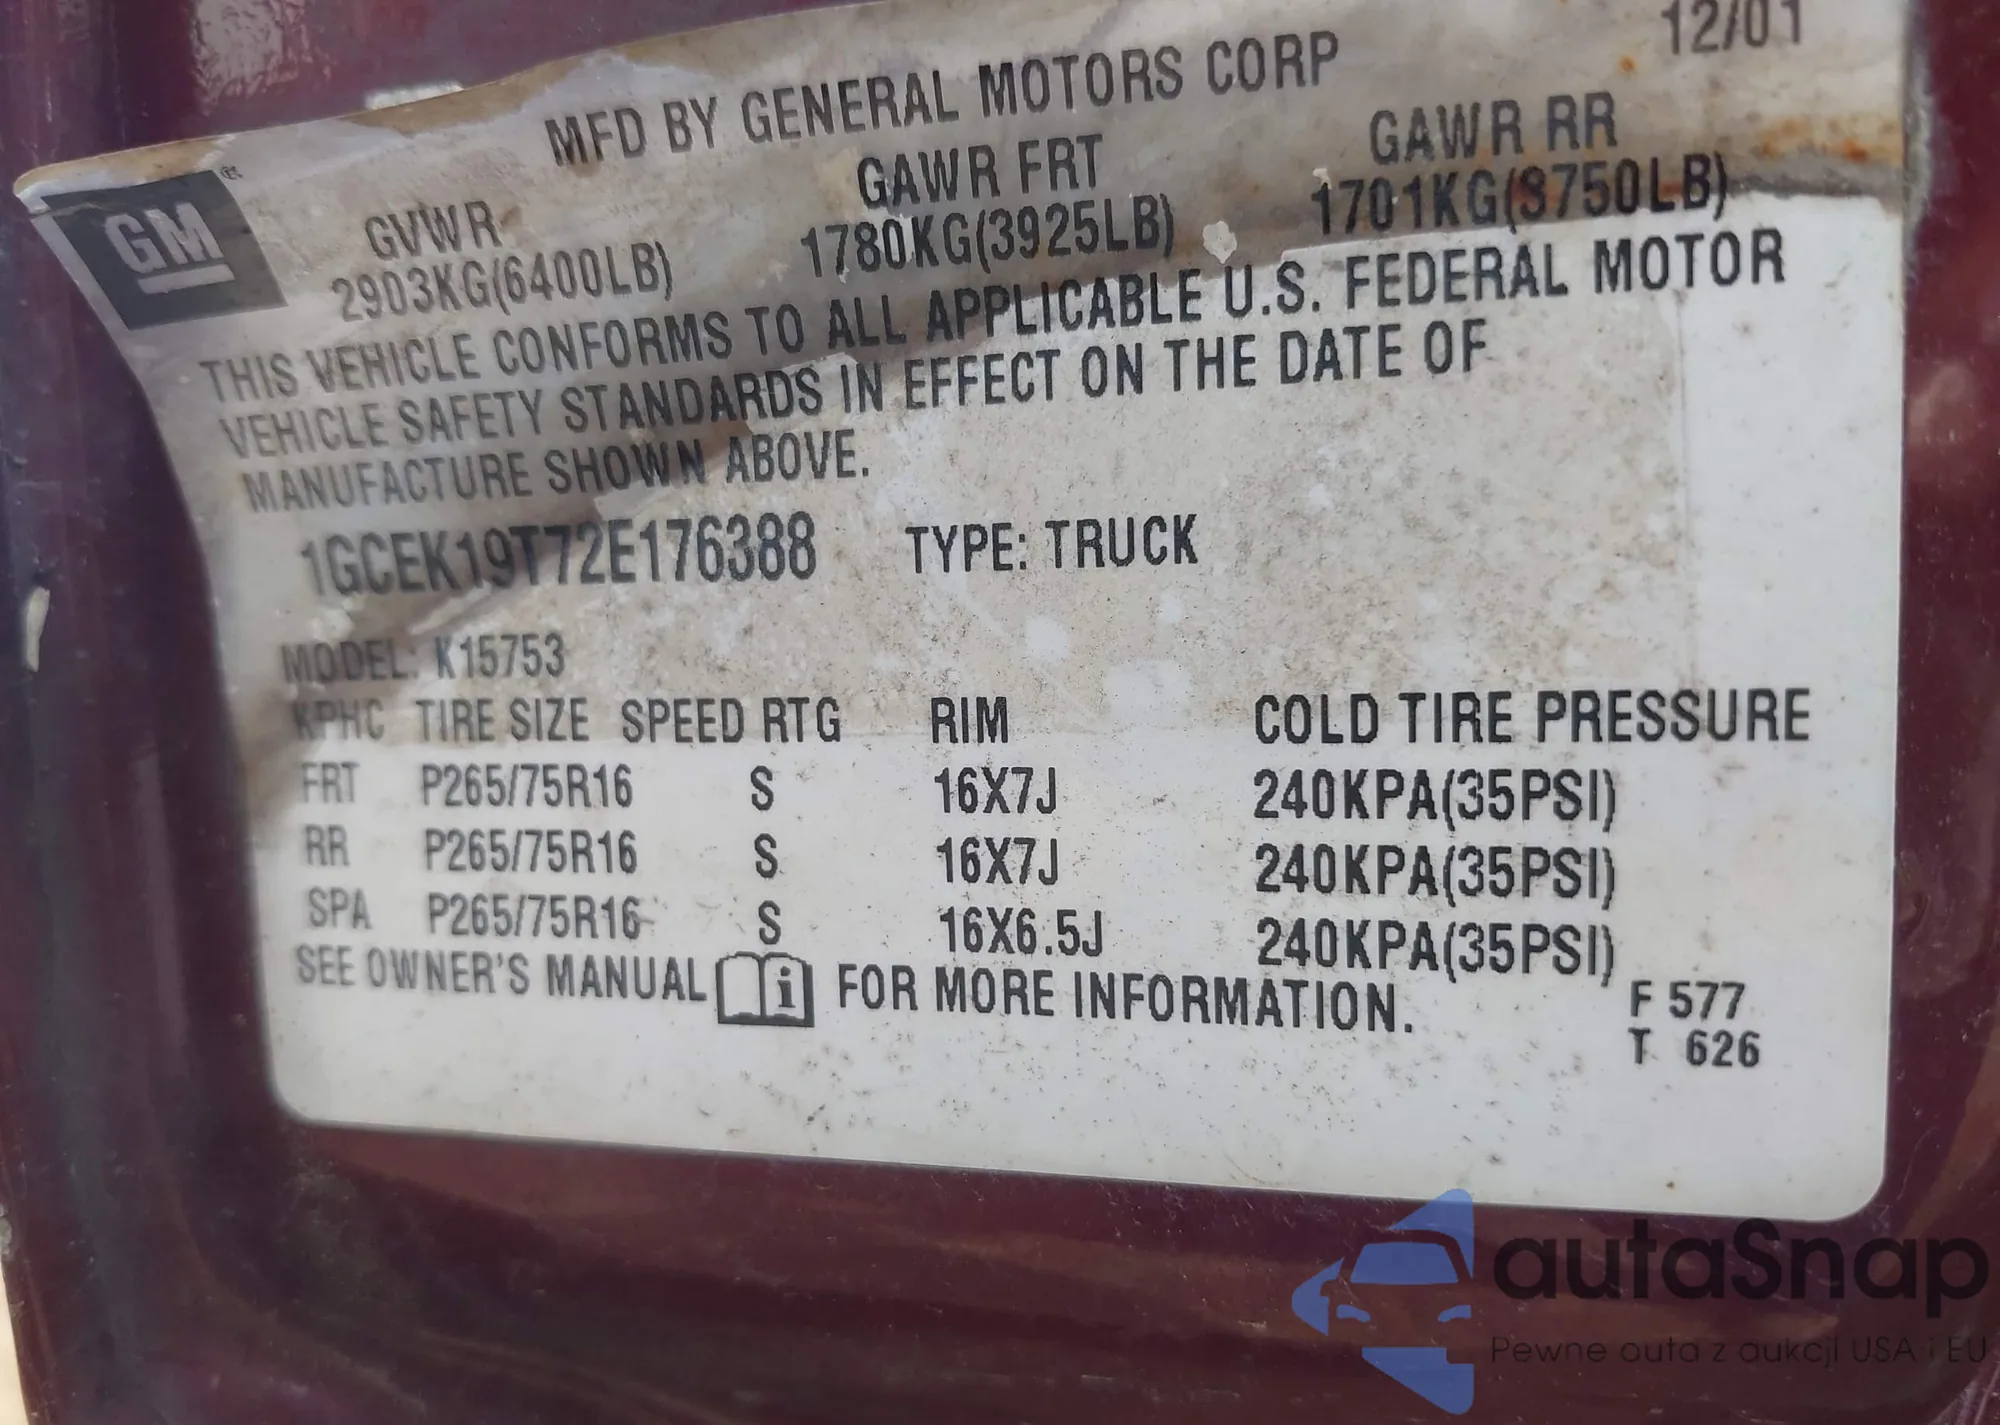 12/01
MFD BY GENERAL MOTORS CORP
GM®
GVWR GAWR FRT GAWR RR
2903KG(6400LB) 1780KG(3925LB) 1701KG(3750LB)
THIS VEHICLE CONFORMS TO ALL APPLICABLE U.S. FEDERAL MOTOR
VEHICLE SAFETY STANDARDS IN EFFECT ON THE DATE OF
MANUFACTURE SHOWN ABOVE.
1GCEK19T72E176388 TYPE: TRUCK
MODEL: K15753
KPHC TIRE SIZE SPEED RTG RIM COLD TIRE PRESSURE
FRT P265/75R16 S 16X7J 240KPA(35PSI)
RR P265/75R16 S 16X7J 240KPA(35PSI)
SPA P265/75R16 S 16X6.5J 240KPA(35PSI)
SEE OWNER'S MANUAL i FOR MORE INFORMATION.
F 577
T 626
autaSnap
Pewne auta z aukcji USA i EU